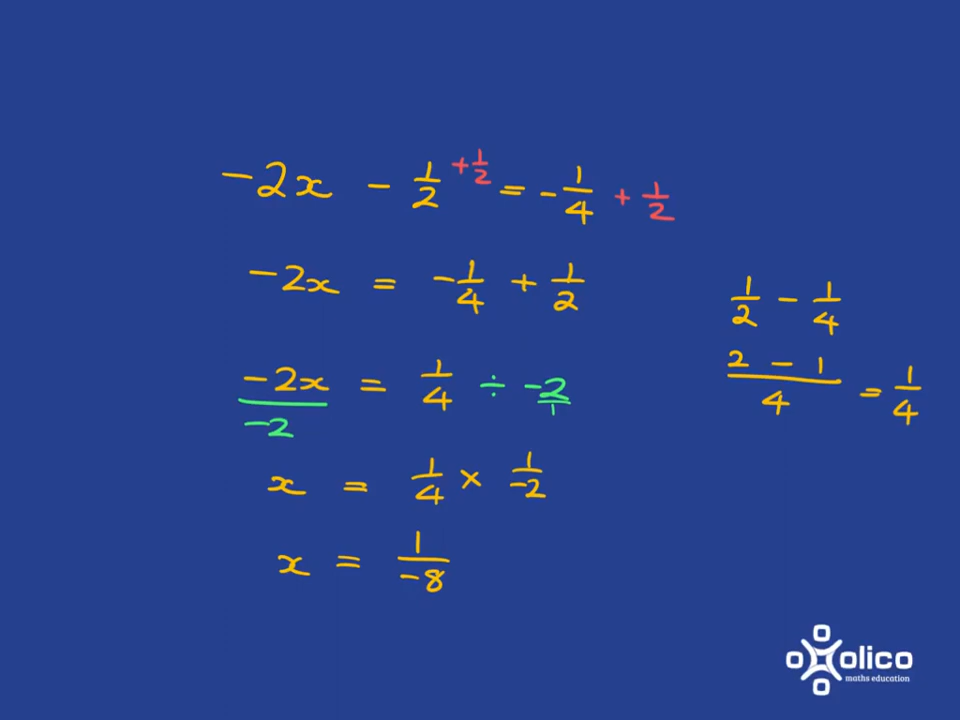 -2x - 1/2 + 1/2 = -1/4 + 1/2
-2x = -1/4 + 1/2
-2x/-2 = 1/4 ÷ -2/1
x = 1/4 × 1/-2
x = 1/-8
1/2 - 1/4
2 - 1/4 = 1/4
olico
maths education